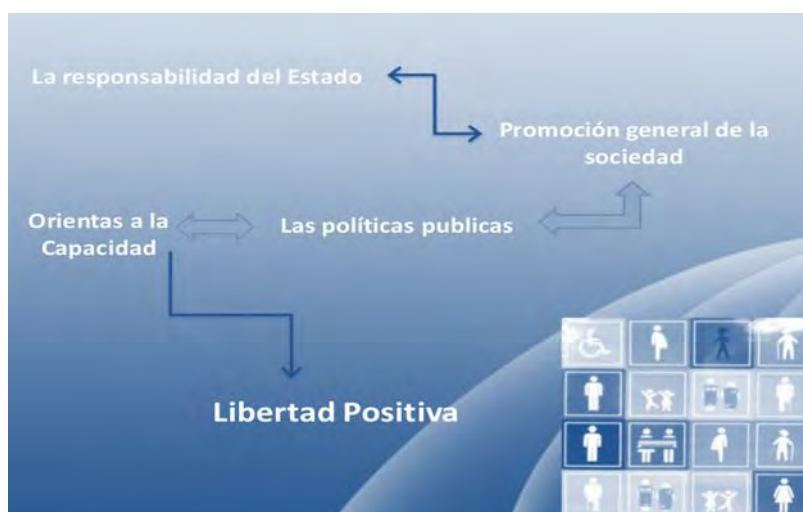 La responsabilidad del Estado
Promoción general de la
sociedad
Orientas a la
Capacidad
Las políticas publicas
Libertad Positiva